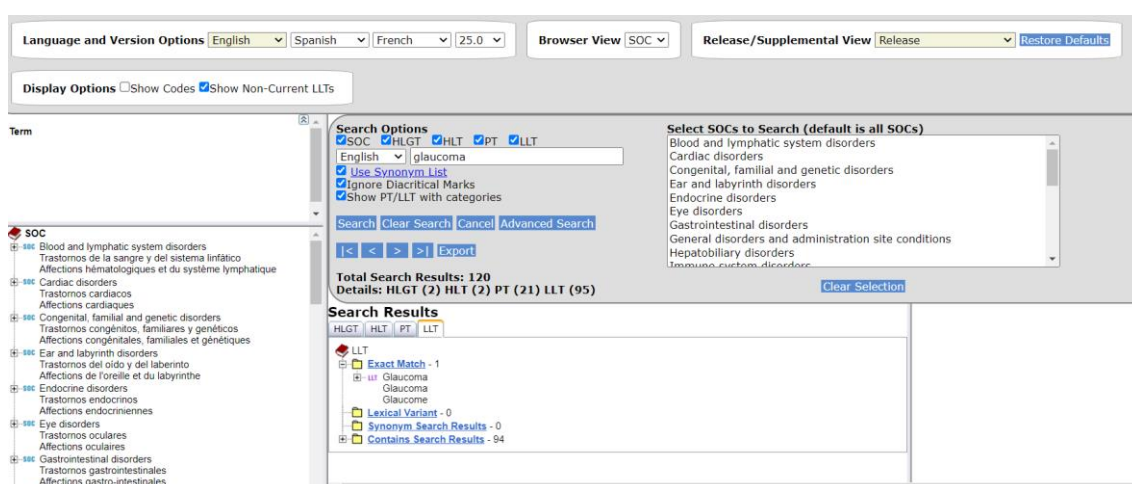 Language and Version Options English Spanish French 25.0
Browser View SOC
Release/Supplemental View Release Restore Defaults
Display Options Show Codes Show Non-Current LLTs
Term
SOC
Blood and lymphatic system disorders
Trastornos de la sangre y del sistema linfático
Affections hématologiques et du système lymphatique
Cardiac disorders
Trastornos cardiacos
Affections cardiaques
Congenital, familial and genetic disorders
Trastornos congénitos, familiares y genéticos
Affections congénitales, familiales et génétiques
Ear and labyrinth disorders
Trastornos del oído y del laberinto
Affections de l'oreille et du labyrinthe
Endocrine disorders
Trastornos endocrinos
Affections endocriniennes
Eye disorders
Trastornos oculares
Affections oculaires
Gastrointestinal disorders
Trastornos gastrointestinales
Affections gastro-intestinales
Search Options
SOC HLGT HLT PT LLT
English glaucoma
Use Synonym List
Ignore Diacritical Marks
Show PT/LLT with categories
Search Clear Search Cancel Advanced Search
|< < > >| Export
Total Search Results: 120
Details: HLGT (2) HLT (2) PT (21) LLT (95)
Select SOCs to Search (default is all SOCs)
Blood and lymphatic system disorders
Cardiac disorders
Congenital, familial and genetic disorders
Ear and labyrinth disorders
Endocrine disorders
Eye disorders
Gastrointestinal disorders
General disorders and administration site conditions
Hepatobiliary disorders
Immune system disorders
Clear Selection
Search Results
HLGT HLT PT LLT
LLT
Exact Match - 1
LLT Glaucoma
Glaucoma
Glaucome
Lexical Variant - 0
Synonym Search Results - 0
Contains Search Results - 94